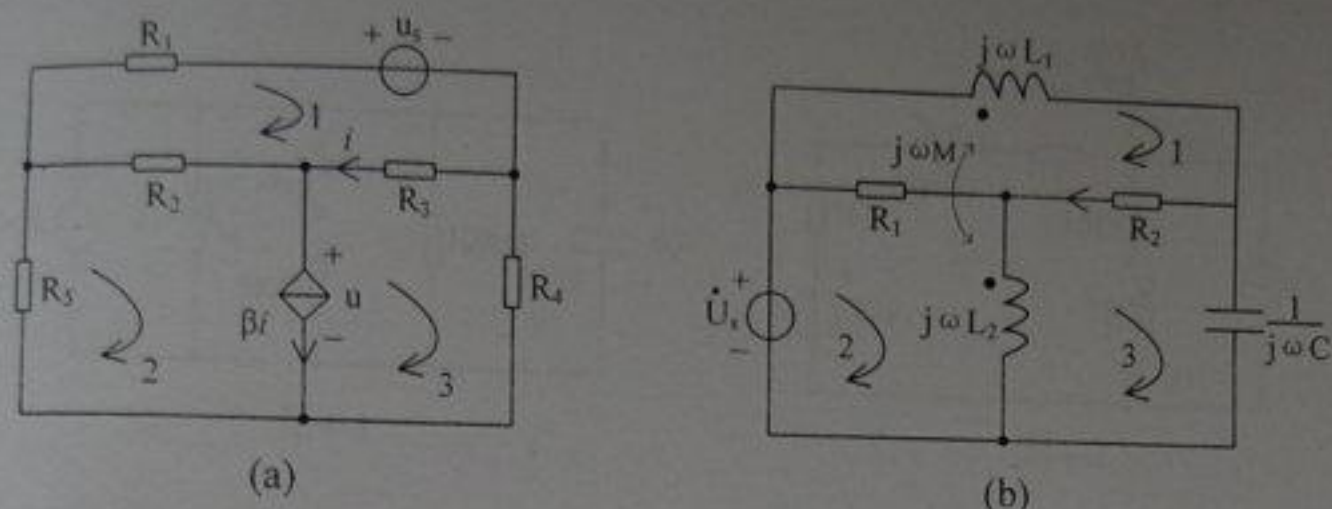 R₁
+ uₛ −
1
i
R₂
R₃
R₅
+
u
−
βi
R₄
2
3
(a)
jωL₁
jωM
1
R₁
R₂
+
U̇ₛ
−
2
jωL₂
3
1
jωC
(b)